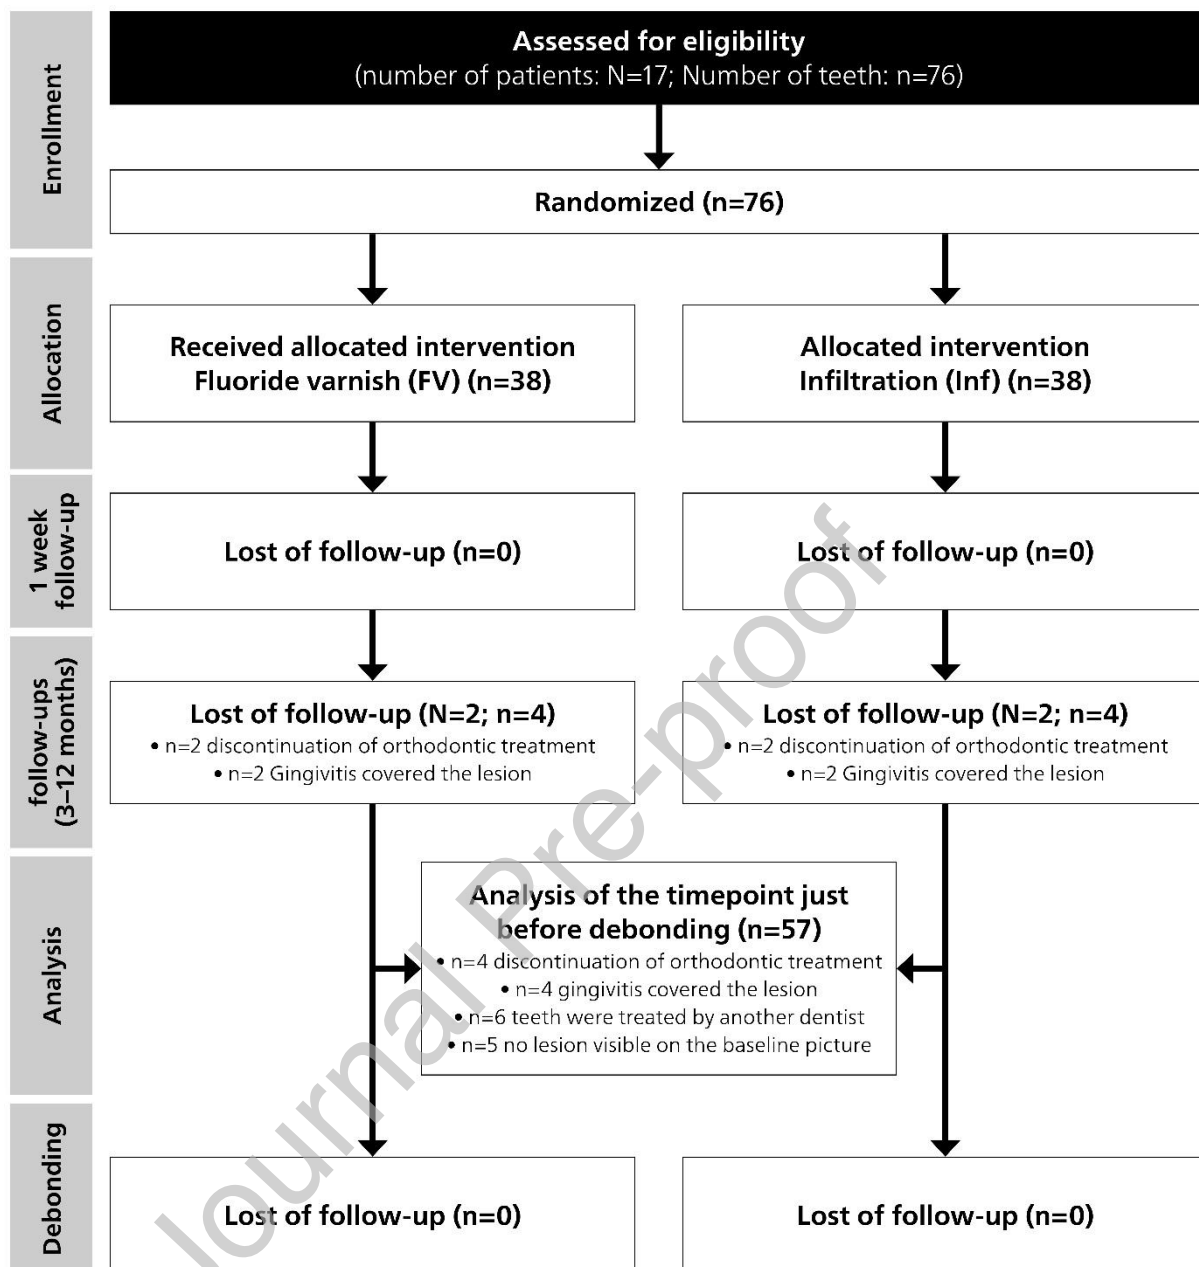 Enrollment
Assessed for eligibility
(number of patients: N=17; Number of teeth: n=76)
Randomized (n=76)
Allocation
Received allocated intervention
Fluoride varnish (FV) (n=38)
Allocated intervention
Infiltration (Inf) (n=38)
1 week
follow-up
Lost of follow-up (n=0)
Lost of follow-up (n=0)
follow-ups
(3–12 months)
Lost of follow-up (N=2; n=4)
• n=2 discontinuation of orthodontic treatment
• n=2 Gingivitis covered the lesion
Lost of follow-up (N=2; n=4)
• n=2 discontinuation of orthodontic treatment
• n=2 Gingivitis covered the lesion
Analysis
Analysis of the timepoint just
before debonding (n=57)
• n=4 discontinuation of orthodontic treatment
• n=4 gingivitis covered the lesion
• n=6 teeth were treated by another dentist
• n=5 no lesion visible on the baseline picture
Debonding
Lost of follow-up (n=0)
Lost of follow-up (n=0)
Journal Pre-proof